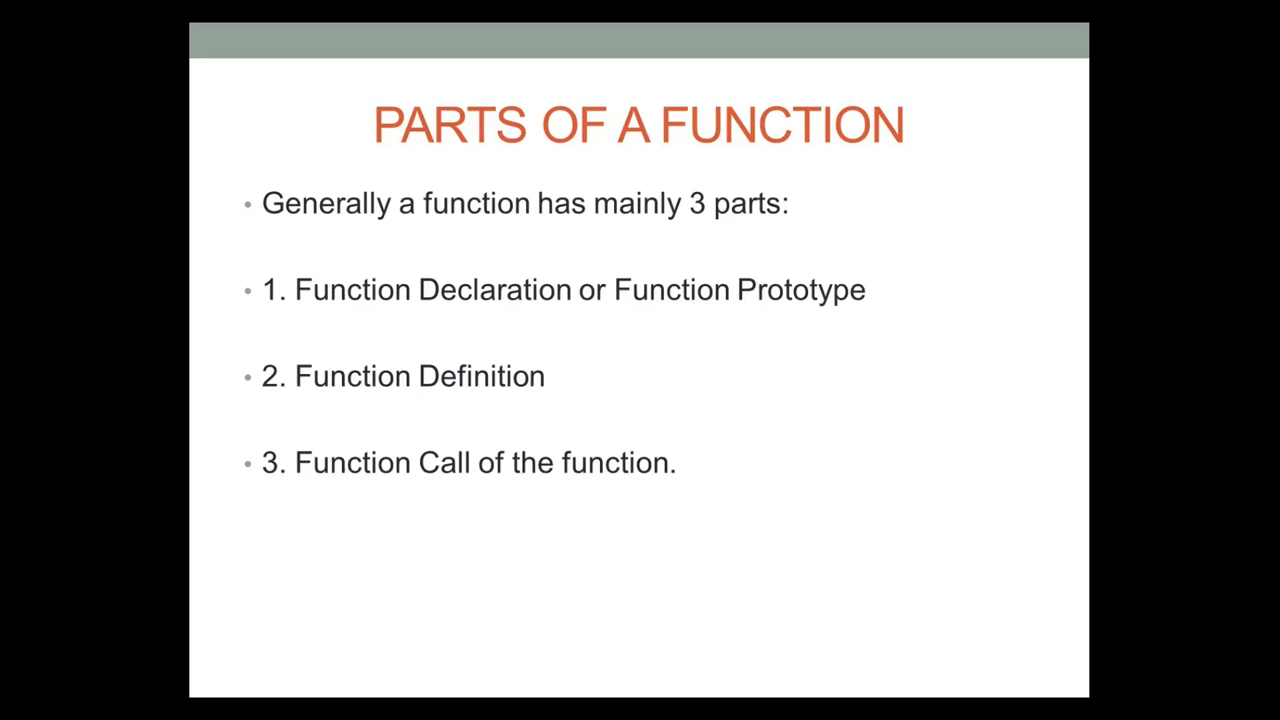 PARTS OF A FUNCTION
• Generally a function has mainly 3 parts:
• 1. Function Declaration or Function Prototype
• 2. Function Definition
• 3. Function Call of the function.